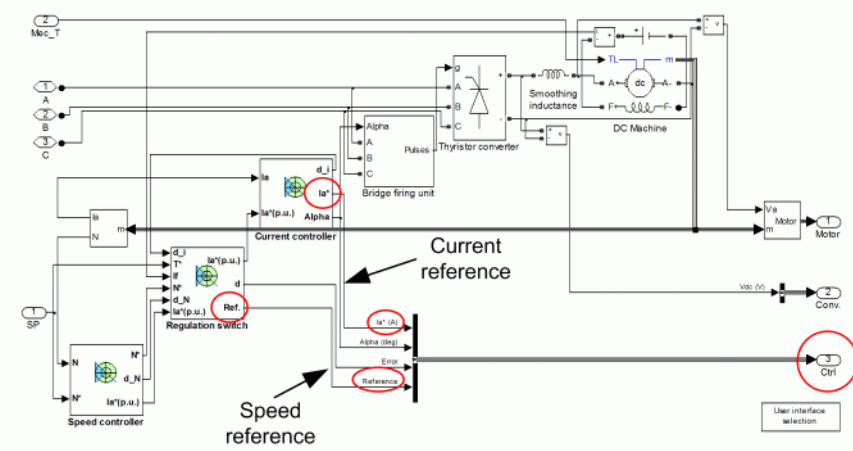 2
Mec_T
1
A
2
B
3
C
+
-
v
+
-
+
-
TL
m
A+
dc
A-
F+
F-
DC Machine
Smoothing
inductance
g
A
B
C
+
-
Thyristor converter
+
-
v
Alpha
A
B
C
Pulses
Bridge firing unit
Ia
Ia*(p.u.)
d_i
Ia*
Alpha
Current controller
Ia
N
m
Va
m
Motor
1
Motor
d_i
T*
If
N*
d_N
Ia*(p.u.)
Ia*(p.u.)
d
Ref.
Regulation switch
Current
reference
Vdc (V)
2
Conv.
1
SP
Ia* (A)
Alpha (deg)
Error
Reference
3
Ctrl
N
N*
N*
d_N
Ia*(p.u.)
Speed controller
Speed
reference
User interface
selection